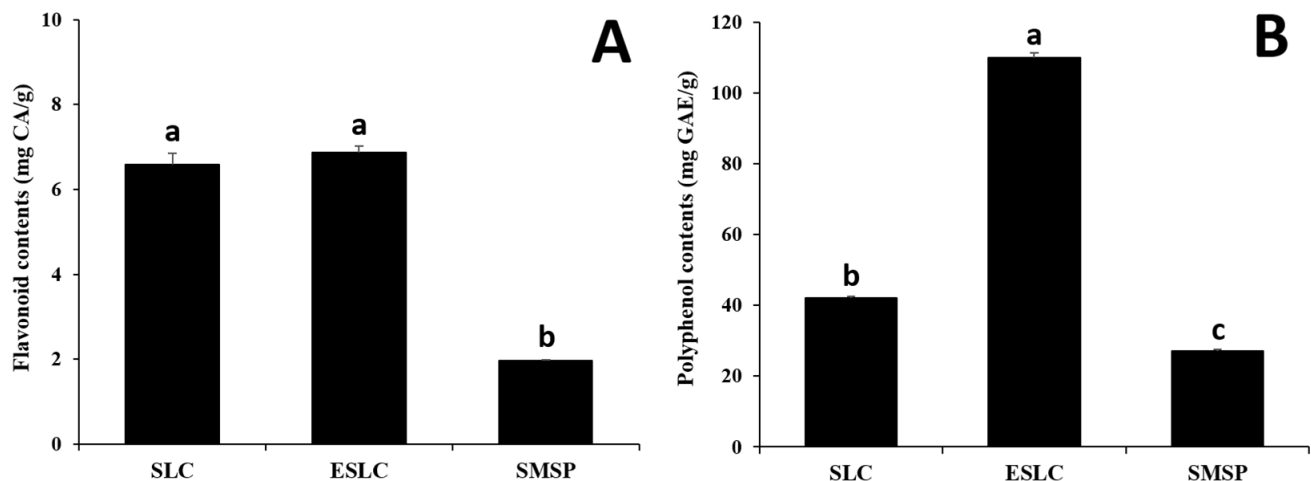 A
Flavonoid contents (mg CA/g)
10
8
6
4
2
0
a
a
b
SLC
ESLC
SMSP
B
Polyphenol contents (mg GAE/g)
120
100
80
60
40
20
0
b
a
c
SLC
ESLC
SMSP